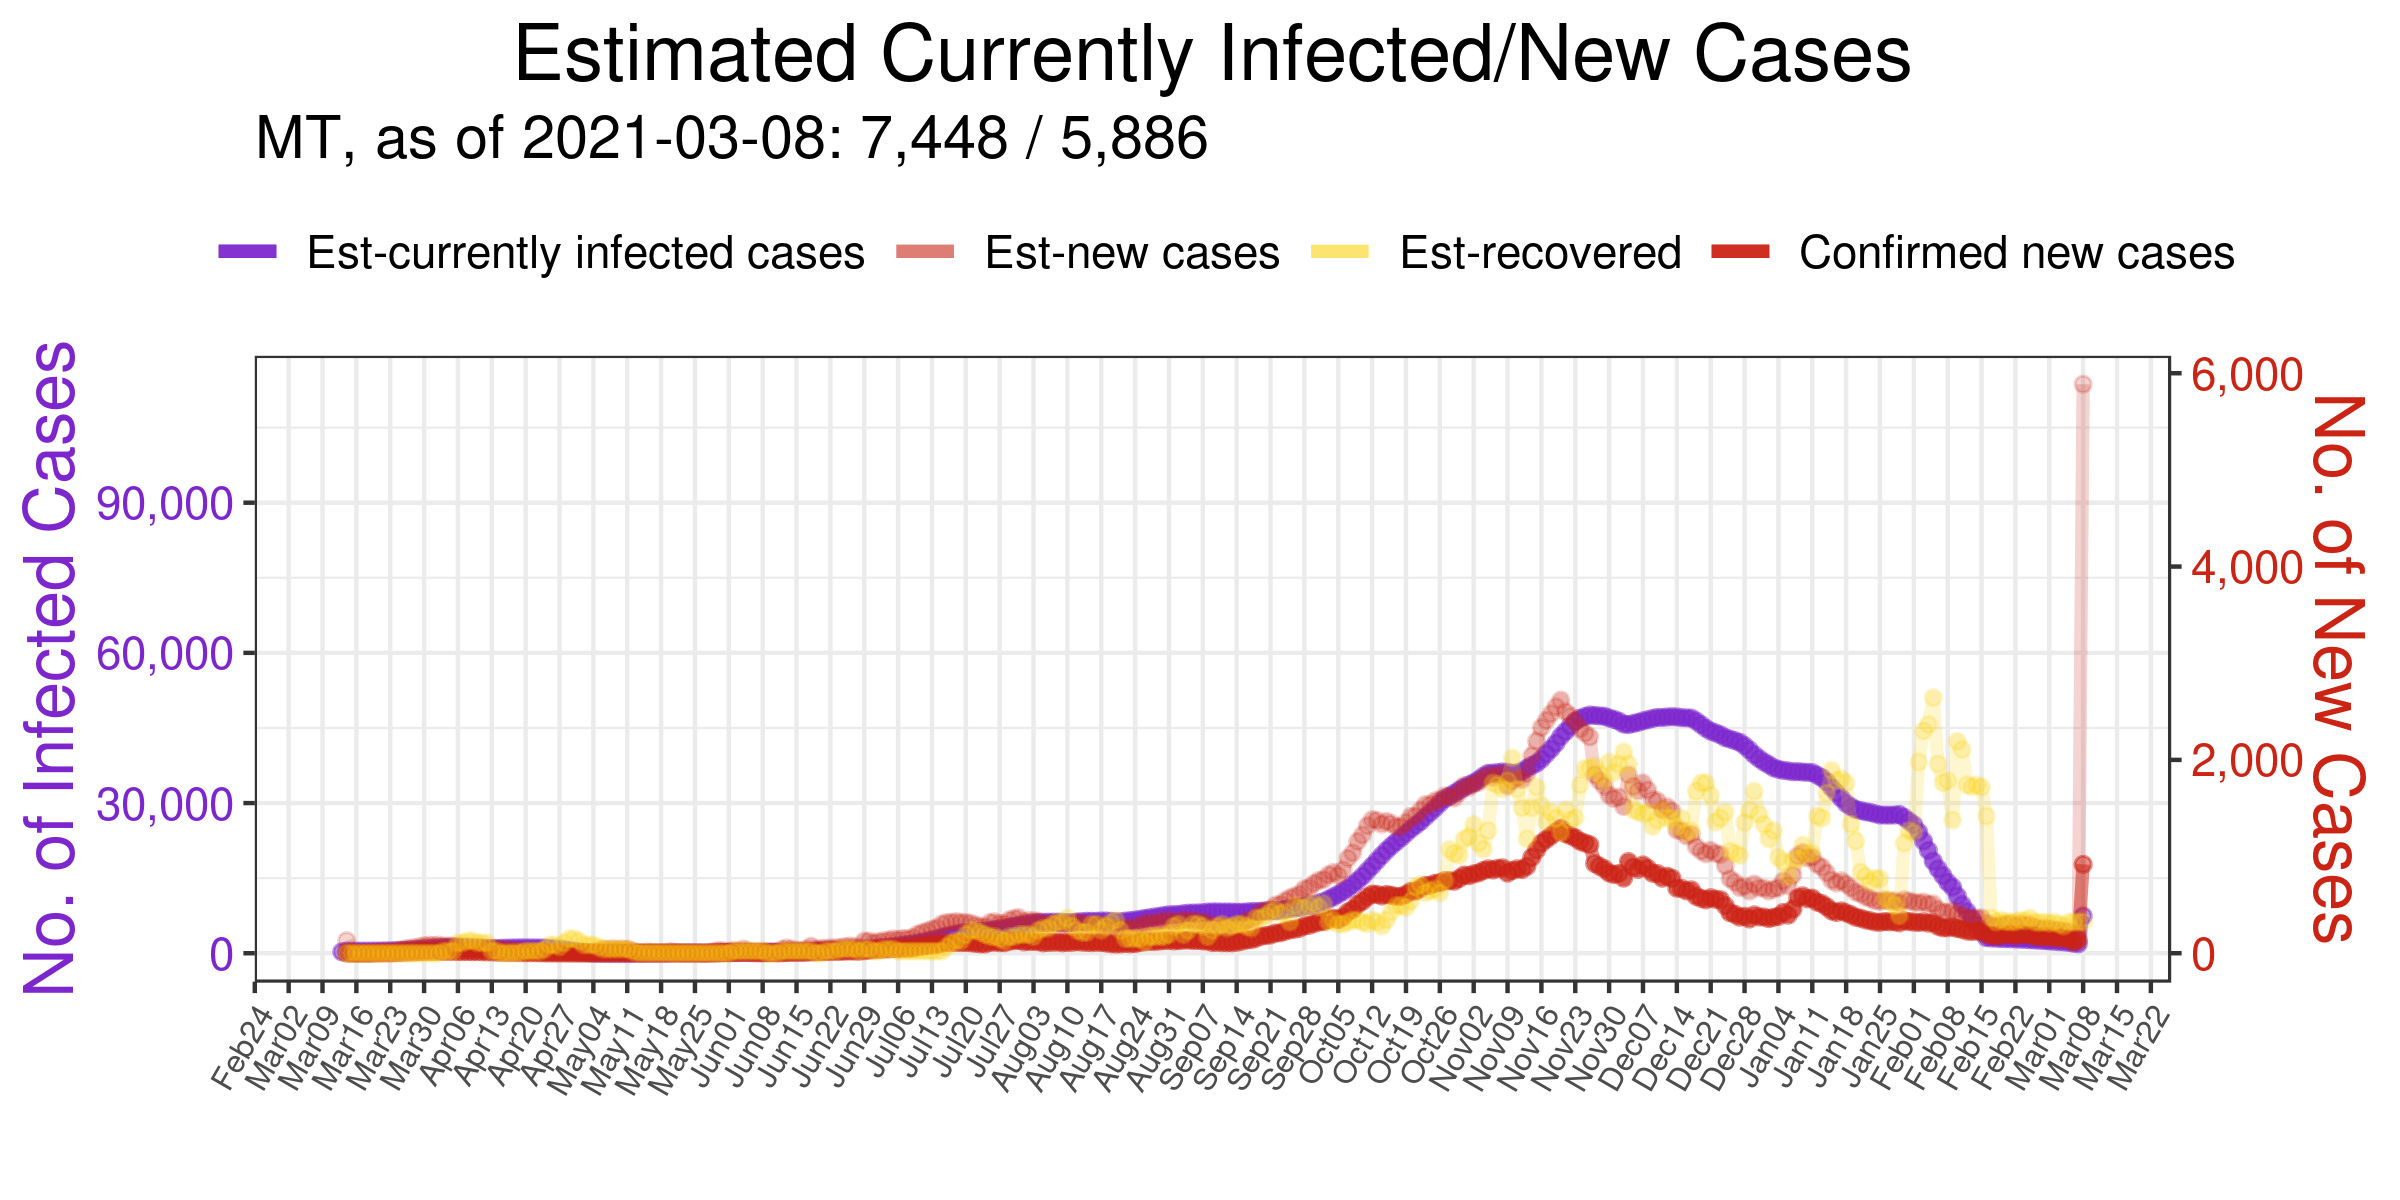 Estimated Currently Infected/New Cases
MT, as of 2021-03-08: 7,448 / 5,886
Est-currently infected cases Est-new cases Est-recovered Confirmed new cases
No. of Infected Cases
90,000
60,000
30,000
0
6,000
4,000
2,000
0
No. of New Cases
Feb24 Mar02 Mar09 Mar16 Mar23 Mar30 Apr06 Apr13 Apr20 Apr27 May04 May11 May18 May25 Jun01 Jun08 Jun15 Jun22 Jun29 Jul06 Jul13 Jul20 Jul27 Aug03 Aug10 Aug17 Aug24 Aug31 Sep07 Sep14 Sep21 Sep28 Oct05 Oct12 Oct19 Oct26 Nov02 Nov09 Nov16 Nov23 Nov30 Dec07 Dec14 Dec21 Dec28 Jan04 Jan11 Jan18 Jan25 Feb01 Feb08 Feb15 Feb22 Mar01 Mar08 Mar15 Mar22